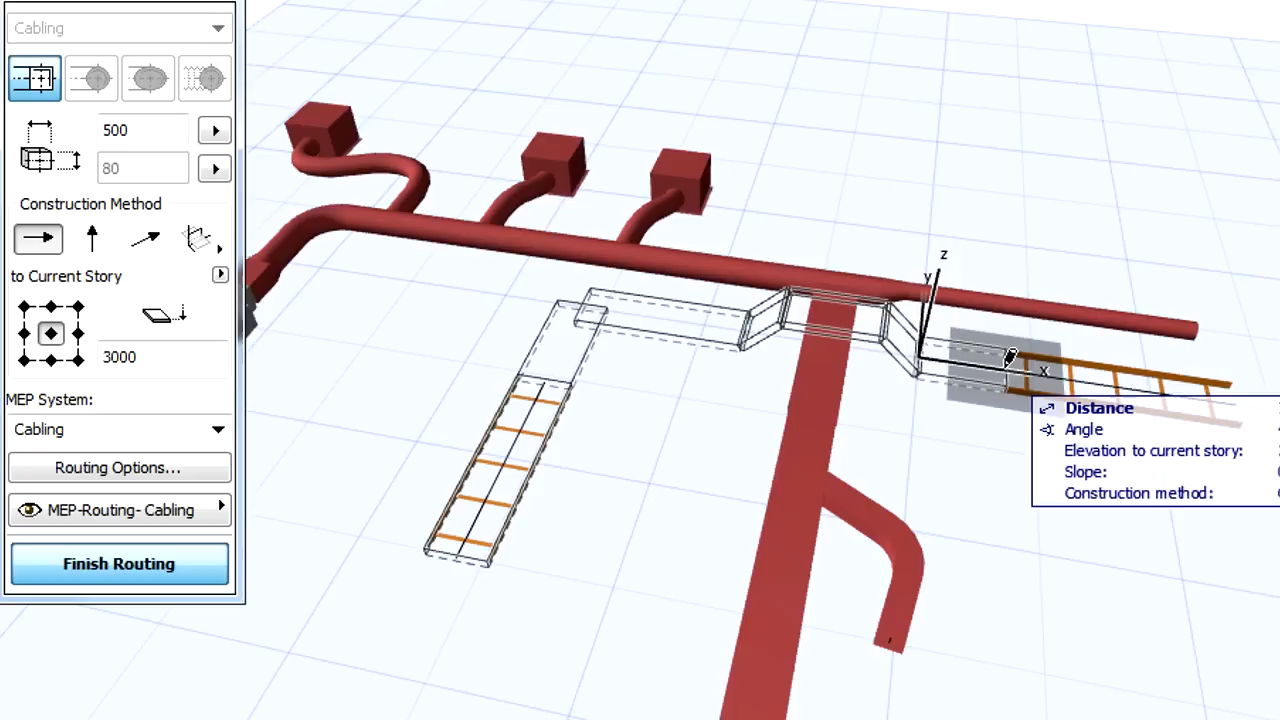 Cabling
500
80
Construction Method
to Current Story
3000
MEP System:
Cabling
Routing Options...
MEP-Routing- Cabling
Finish Routing
z
y
x
Distance
Angle
Elevation to current story:
Slope:
Construction method: